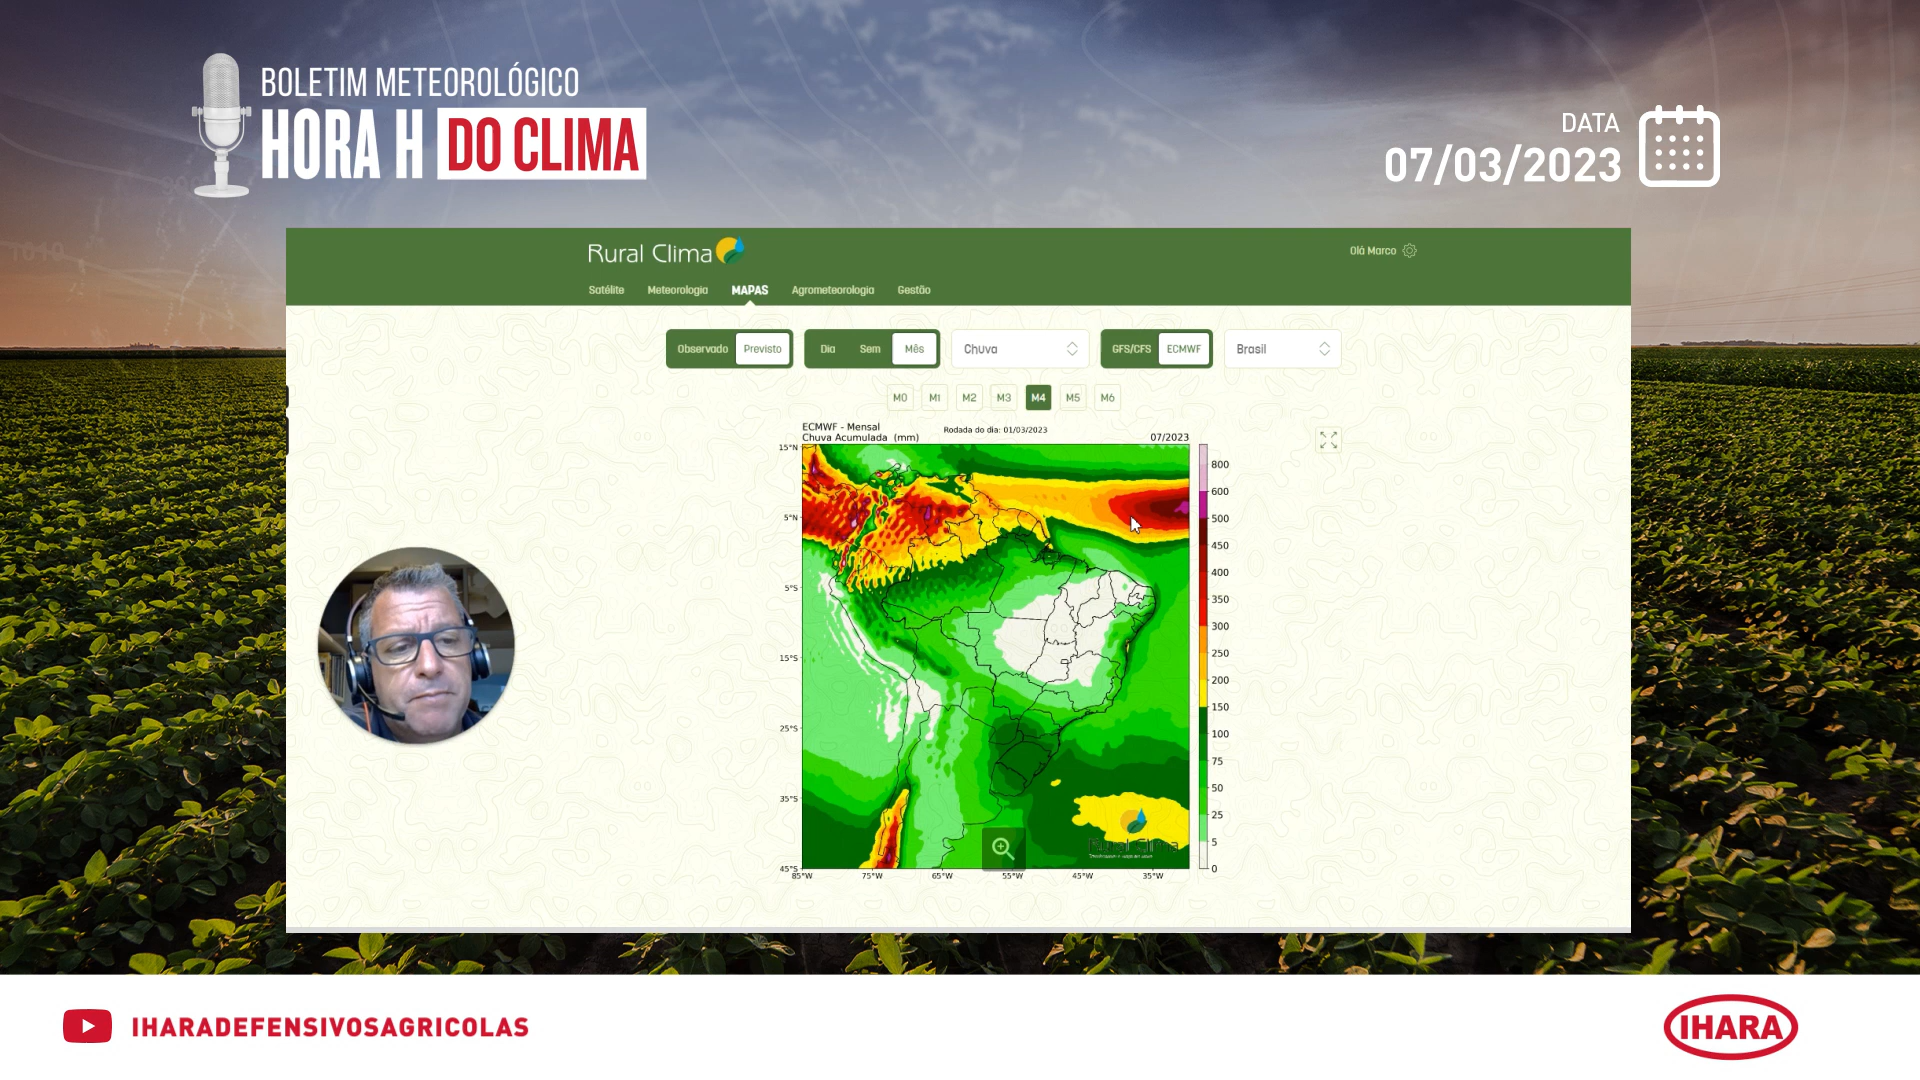 BOLETIM METEOROLÓGICO
HORA H DO CLIMA
DATA
07/03/2023
Rural Clima
Olá Marco
Satélite Meteorologia MAPAS Agrometeorologia Gestão
Observado Previsto Dia Sem Mês Chuva GFS/CFS ECMWF Brasil
M0 M1 M2 M3 M4 M5 M6
ECMWF - Mensal
Chuva Acumulada (mm) Rodada do dia: 01/03/2023 07/2023
15°N
5°N
5°S
15°S
25°S
35°S
45°S
85°W 75°W 65°W 55°W 45°W 35°W
800
600
500
450
400
350
300
250
200
150
100
75
50
25
5
0
Rural Clima
IHARADEFENSIVOSAGRICOLAS
IHARA